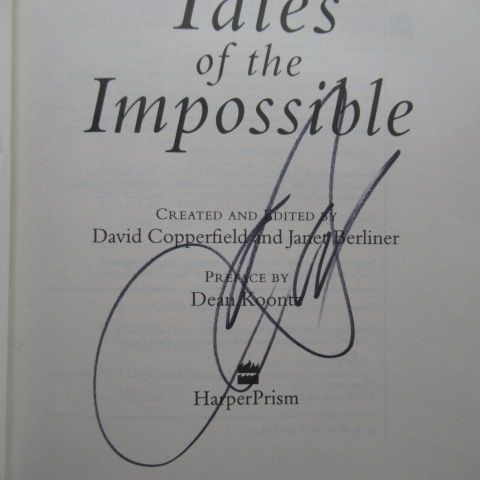 Tales
of the
Impossible
CREATED AND EDITED BY
David Copperfield and Janet Berliner
PREFACE BY
Dean Koontz
HarperPrism